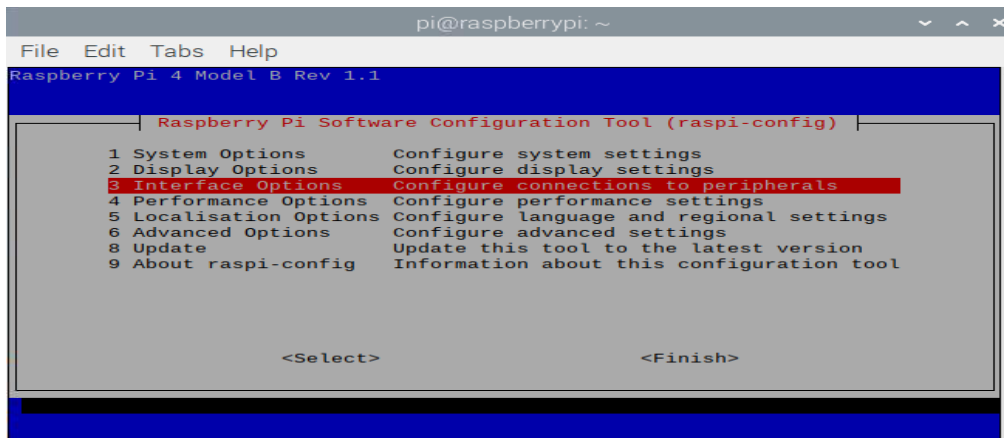 pi@raspberrypi: ~
File Edit Tabs Help
Raspberry Pi 4 Model B Rev 1.1
Raspberry Pi Software Configuration Tool (raspi-config)
1 System Options Configure system settings
2 Display Options Configure display settings
3 Interface Options Configure connections to peripherals
4 Performance Options Configure performance settings
5 Localisation Options Configure language and regional settings
6 Advanced Options Configure advanced settings
8 Update Update this tool to the latest version
9 About raspi-config Information about this configuration tool
<Select> <Finish>